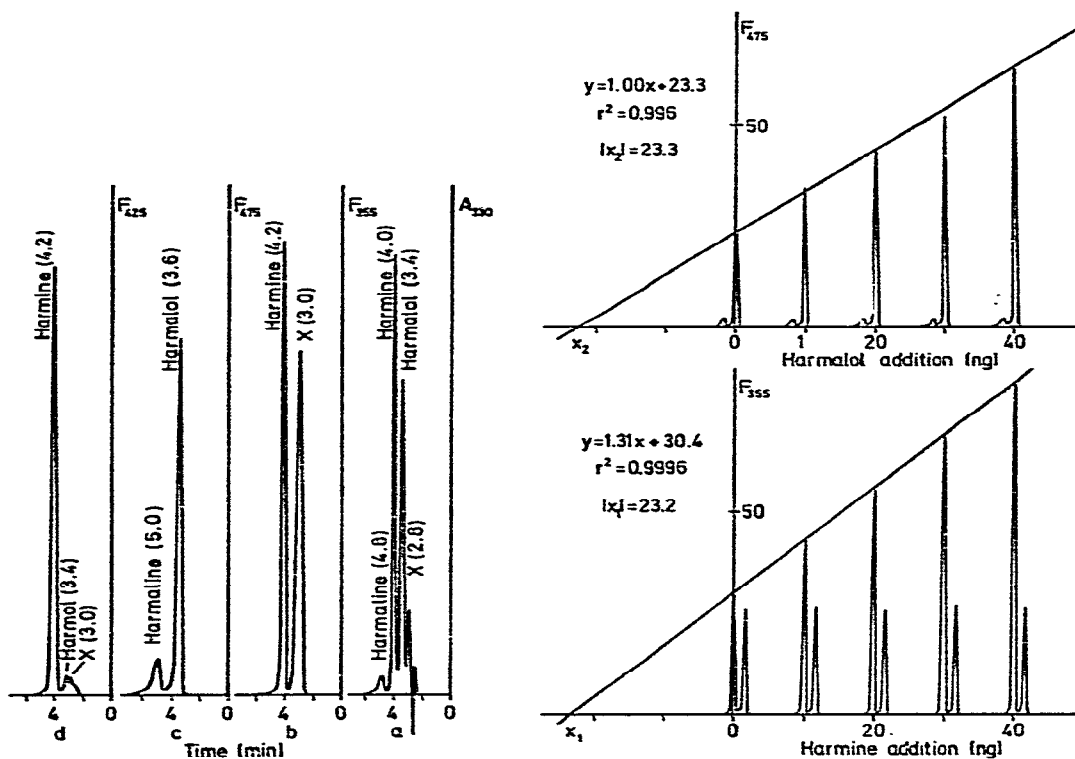 F425
F475
F355
A330
Harmine (4.2)
Harmol (3.4)
X (3.0)
Harmaline (5.0)
Harmalol (3.6)
Harmine (4.2)
X (3.0)
Harmaline (4.8)
Harmine (4.0)
Harmalol (3.4)
X (2.8)
4 0 4 0 4 0 4 0
d c b a
Time (min)
F475
y=1.00x+23.3
r²=0.996
|x₂|=23.3
50
x₂ 0 10 20 30 40
Harmalol addition (ng)
F355
y=1.31x+30.4
r²=0.9996
|x₁|=23.2
50
x₁ 0 10 20 30 40
Harmine addition (ng)